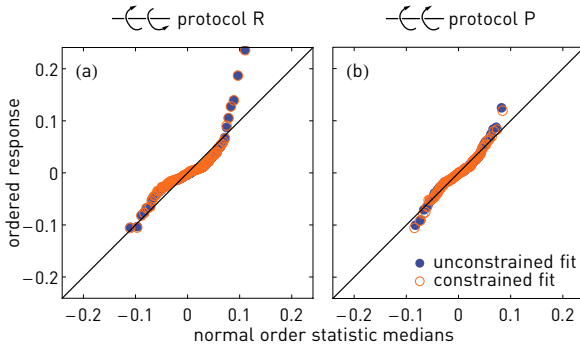 protocol R
protocol P
(a)
(b)
ordered response
0.2
0.1
0
−0.1
−0.2
−0.2 −0.1 0 0.1 0.2
−0.2 −0.1 0 0.1 0.2
unconstrained fit
constrained fit
normal order statistic medians